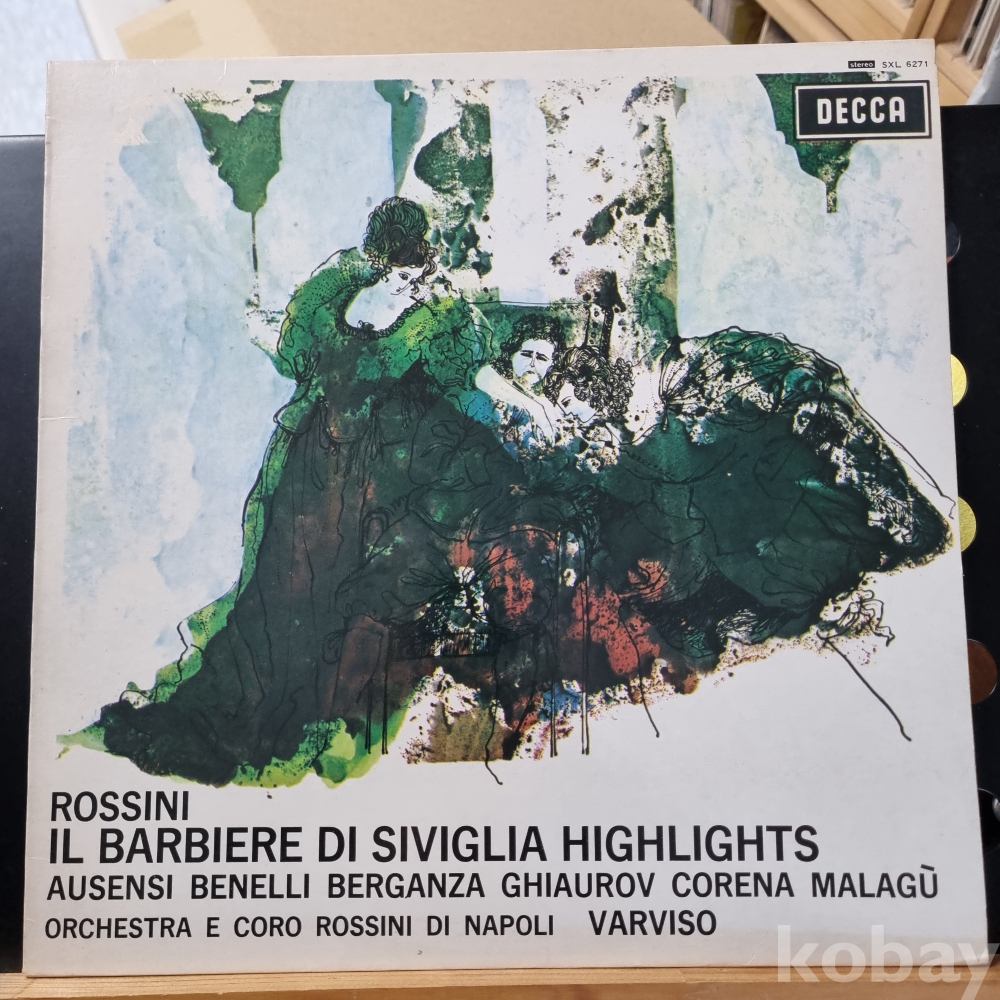 stereo SXL 6271
DECCA
ROSSINI
IL BARBIERE DI SIVIGLIA HIGHLIGHTS
AUSENSI BENELLI BERGANZA GHIAUROV CORENA MALAGÙ
ORCHESTRA E CORO ROSSINI DI NAPOLI VARVISO
kobay